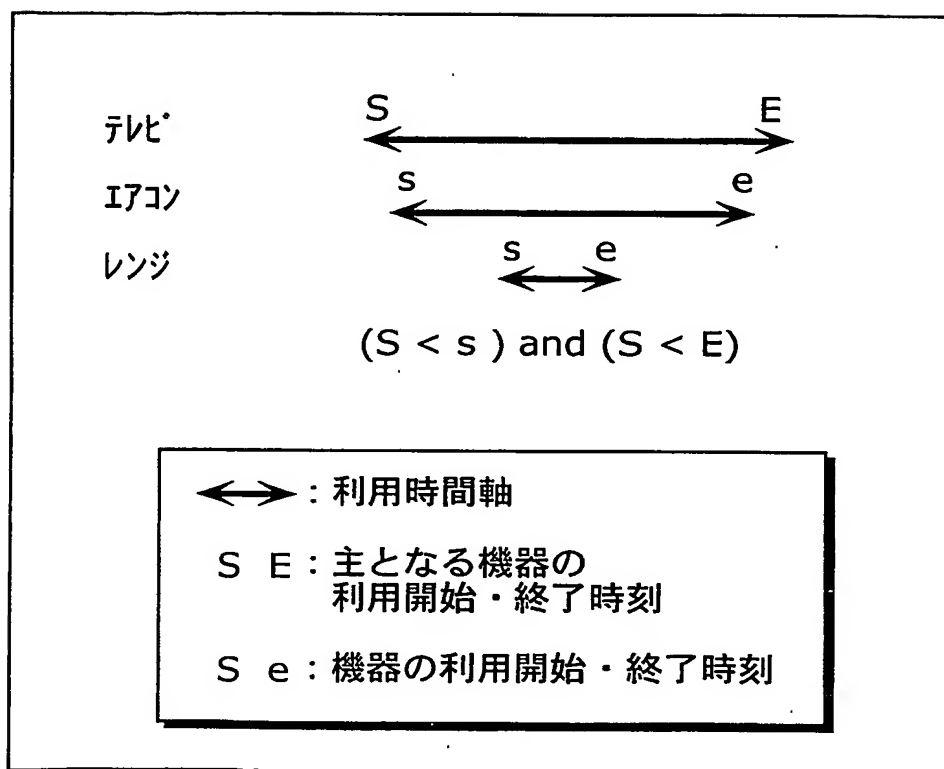 S E
テレビ
s e
エアコン
s e
レンジ
(S < s ) and (S < E)
: 利用時間軸
S E : 主となる機器の
利用開始・終了時刻
S e : 機器の利用開始・終了時刻